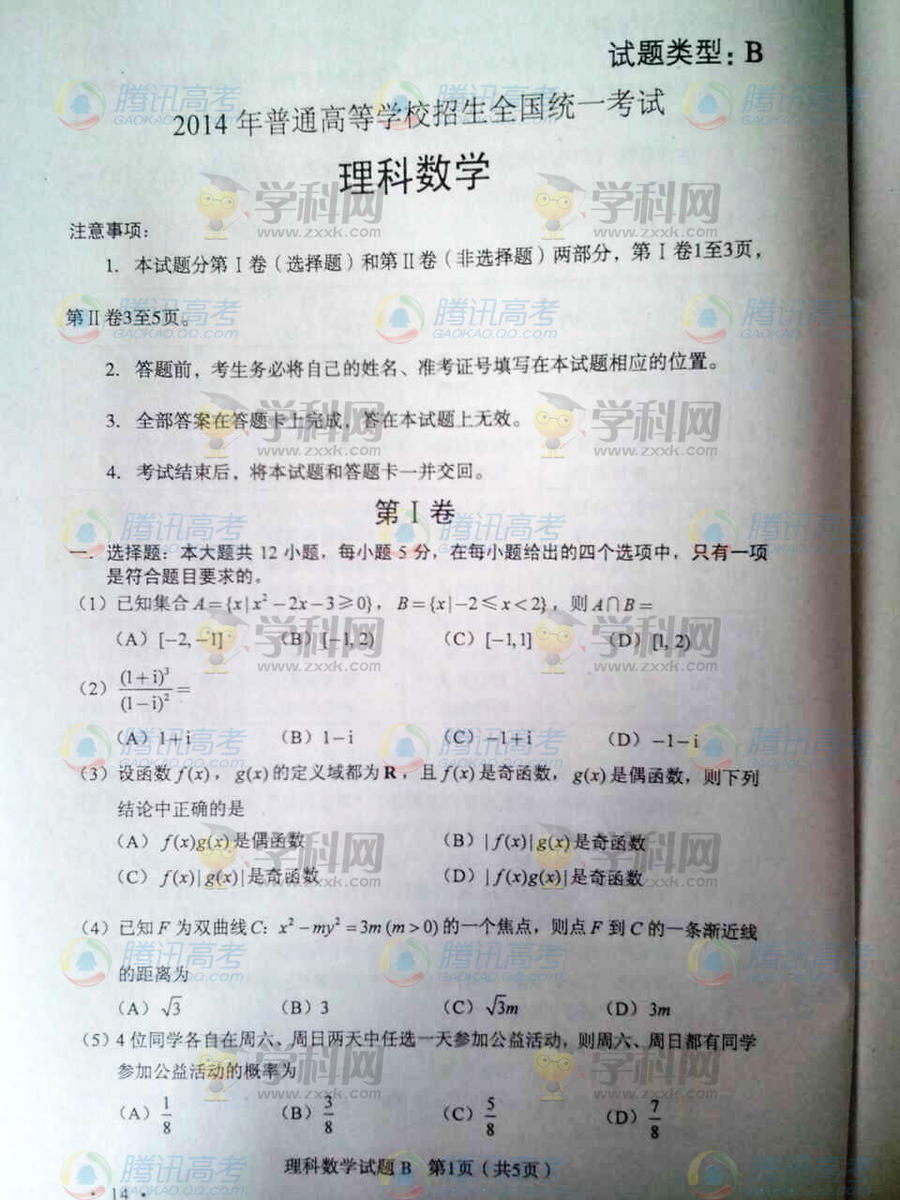 试题类型：B
2014 年普通高等学校招生全国统一考试
理科数学
注意事项：
1. 本试题分第Ⅰ卷（选择题）和第Ⅱ卷（非选择题）两部分，第Ⅰ卷1至3页，
第Ⅱ卷3至5页。
2. 答题前，考生务必将自己的姓名、准考证号填写在本试题相应的位置。
3. 全部答案在答题卡上完成，答在本试题上无效。
4. 考试结束后，将本试题和答题卡一并交回。
第Ⅰ卷
一. 选择题：本大题共 12 小题，每小题 5 分，在每小题给出的四个选项中，只有一项
是符合题目要求的。
（1）已知集合 A={x|x²－2x－3≥0}，B={x|－2≤x<2}，则 A∩B＝
（A）[－2,－1] （B）[－1,2) （C）[－1,1] （D）[1,2)
（2）(1+i)³/(1−i)²＝
（A）1+i （B）1－i （C）－1+i （D）－1－i
（3）设函数 f(x)，g(x) 的定义域都为 R，且 f(x) 是奇函数，g(x) 是偶函数，则下列
结论中正确的是
（A）f(x)g(x) 是偶函数 （B）|f(x)|g(x) 是奇函数
（C）f(x)|g(x)| 是奇函数 （D）|f(x)g(x)| 是奇函数
（4）已知 F 为双曲线 C：x²－my²＝3m (m>0) 的一个焦点，则点 F 到 C 的一条渐近线
的距离为
（A）√3 （B）3 （C）√3m （D）3m
（5）4 位同学各自在周六、周日两天中任选一天参加公益活动，则周六、周日都有同学
参加公益活动的概率为
（A）1/8 （B）3/8 （C）5/8 （D）7/8
理科数学试题 B 第1页（共5页）
· 14 ·
腾讯高考
GAOKAO.QQ.COM
学科网
www.zxxk.com